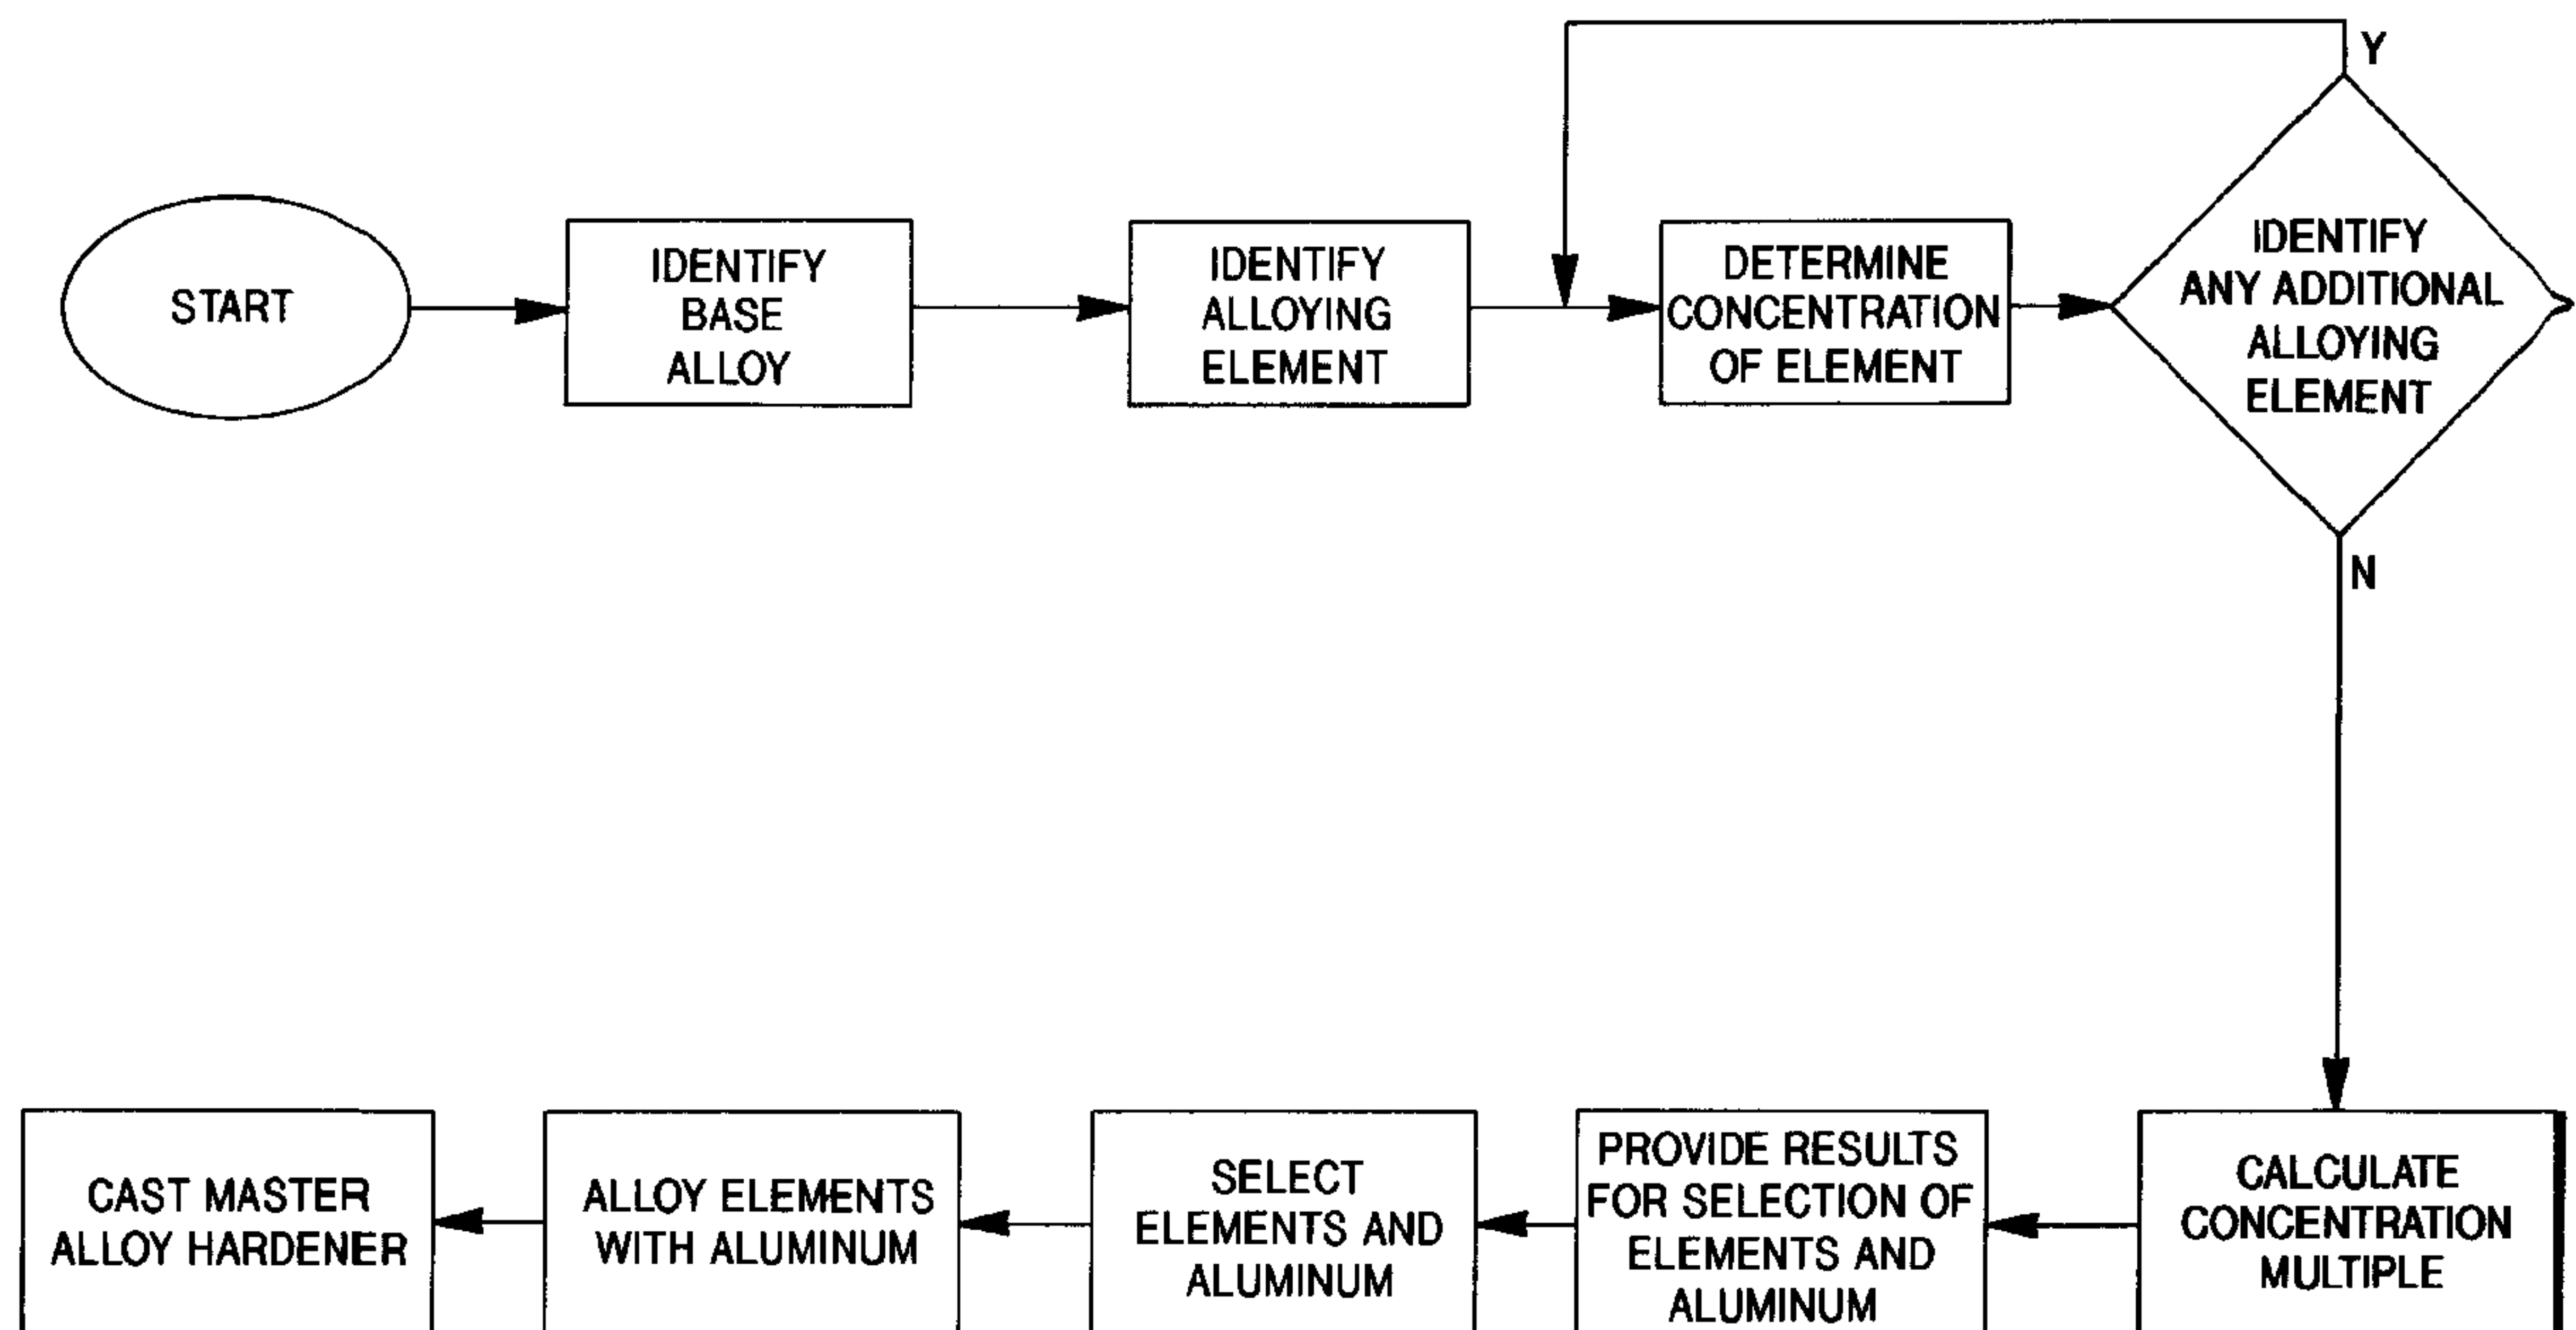 START
IDENTIFY
BASE
ALLOY
IDENTIFY
ALLOYING
ELEMENT
DETERMINE
CONCENTRATION
OF ELEMENT
Y
IDENTIFY
ANY ADDITIONAL
ALLOYING
ELEMENT
N
CALCULATE
CONCENTRATION
MULTIPLE
PROVIDE RESULTS
FOR SELECTION OF
ELEMENTS AND
ALUMINUM
SELECT
ELEMENTS AND
ALUMINUM
ALLOY ELEMENTS
WITH ALUMINUM
CAST MASTER
ALLOY HARDENER